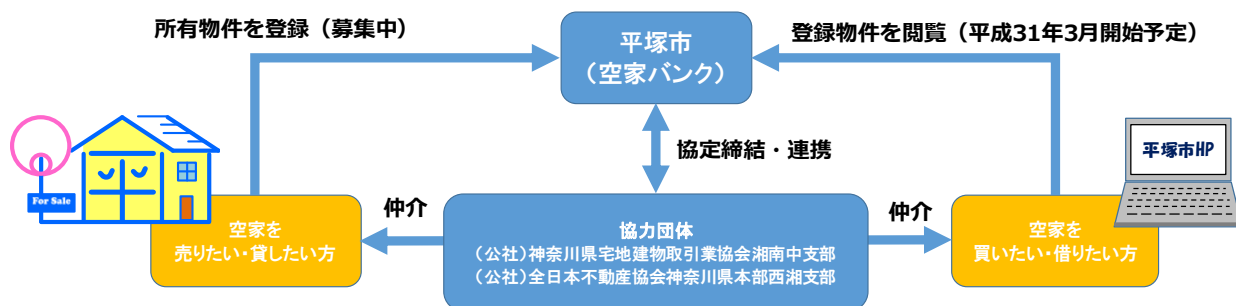 所有物件を登録（募集中）
平塚市
（空家バンク）
登録物件を閲覧（平成31年3月開始予定）
協定締結・連携
平塚市HP
For Sale
空家を
売りたい・貸したい方
仲介
協力団体
（公社）神奈川県宅地建物取引業協会湘南中支部
（公社）全日本不動産協会神奈川県本部西湘支部
仲介
空家を
買いたい・借りたい方